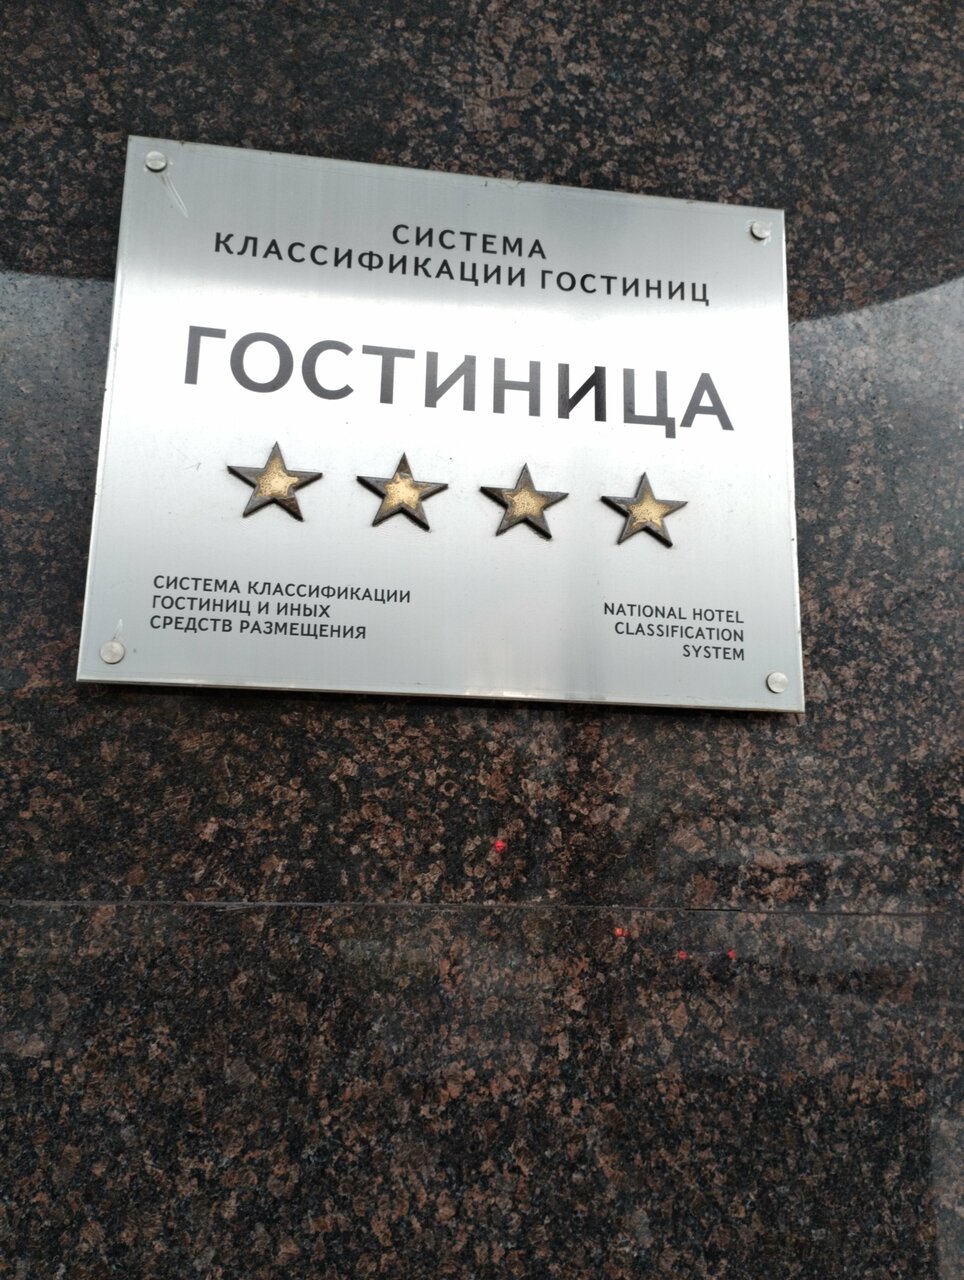 СИСТЕМА
КЛАССИФИКАЦИИ ГОСТИНИЦ
ГОСТИНИЦА
СИСТЕМА КЛАССИФИКАЦИИ
ГОСТИНИЦ И ИНЫХ
СРЕДСТВ РАЗМЕЩЕНИЯ
NATIONAL HOTEL
CLASSIFICATION
SYSTEM